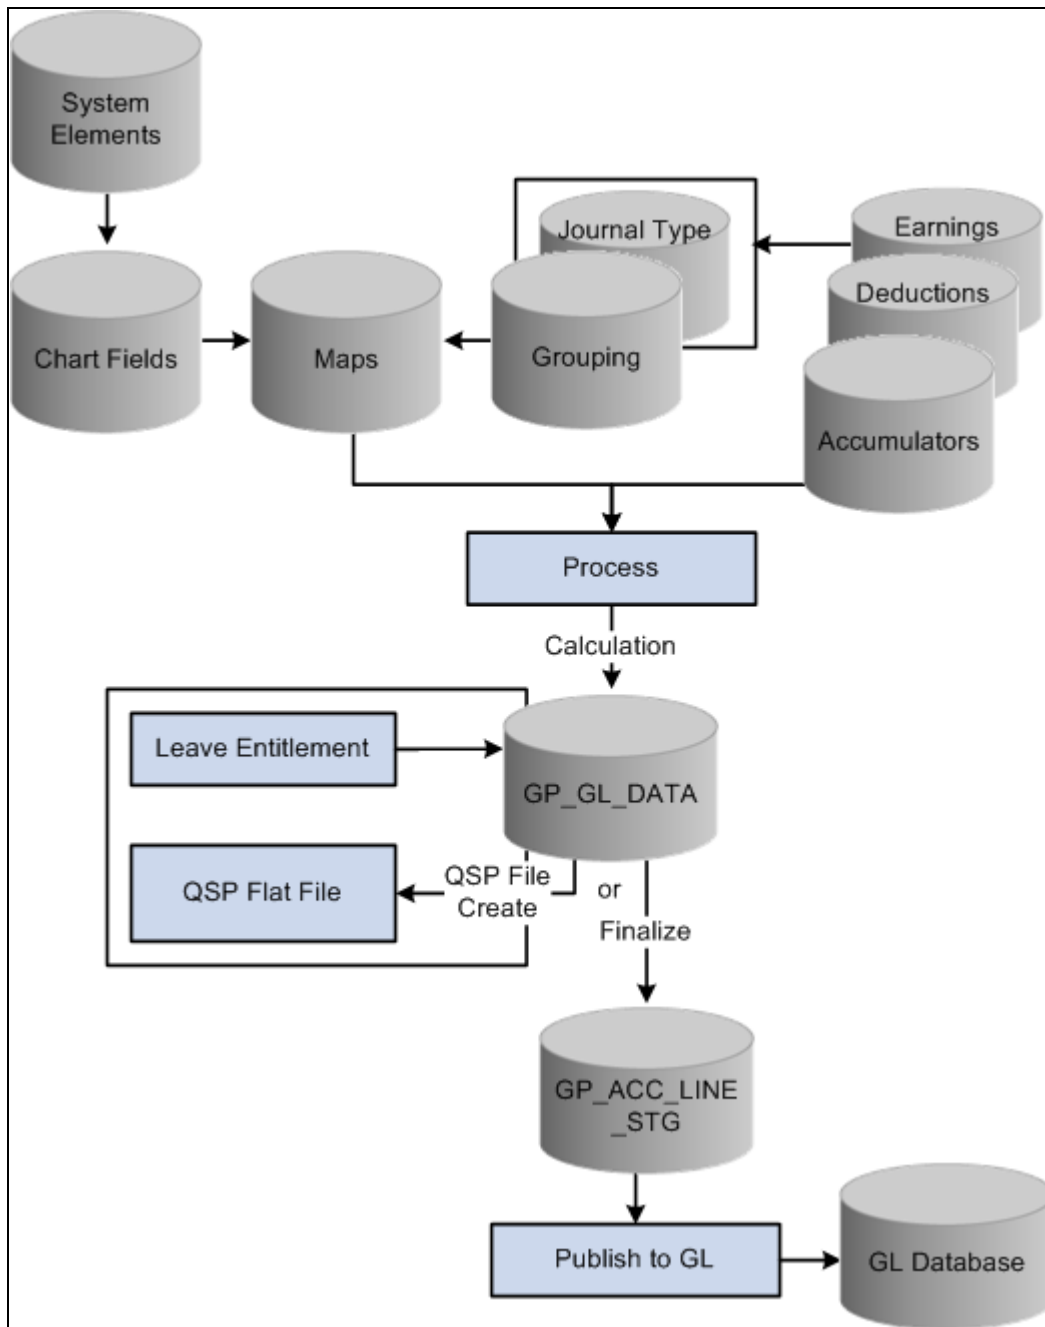 System
Elements
Journal Type
Earnings
Deductions
Chart Fields
Maps
Grouping
Accumulators
Process
Calculation
Leave Entitlement
GP_GL_DATA
QSP Flat File
QSP File
Create
or
Finalize
GP_ACC_LINE
_STG
Publish to GL
GL Database